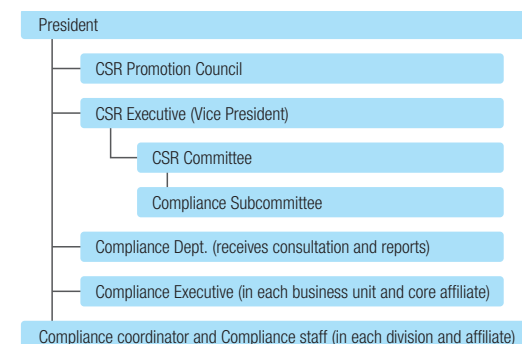 President
CSR Promotion Council
CSR Executive (Vice President)
CSR Committee
Compliance Subcommittee
Compliance Dept. (receives consultation and reports)
Compliance Executive (in each business unit and core affiliate)
Compliance coordinator and Compliance staff (in each division and affiliate)